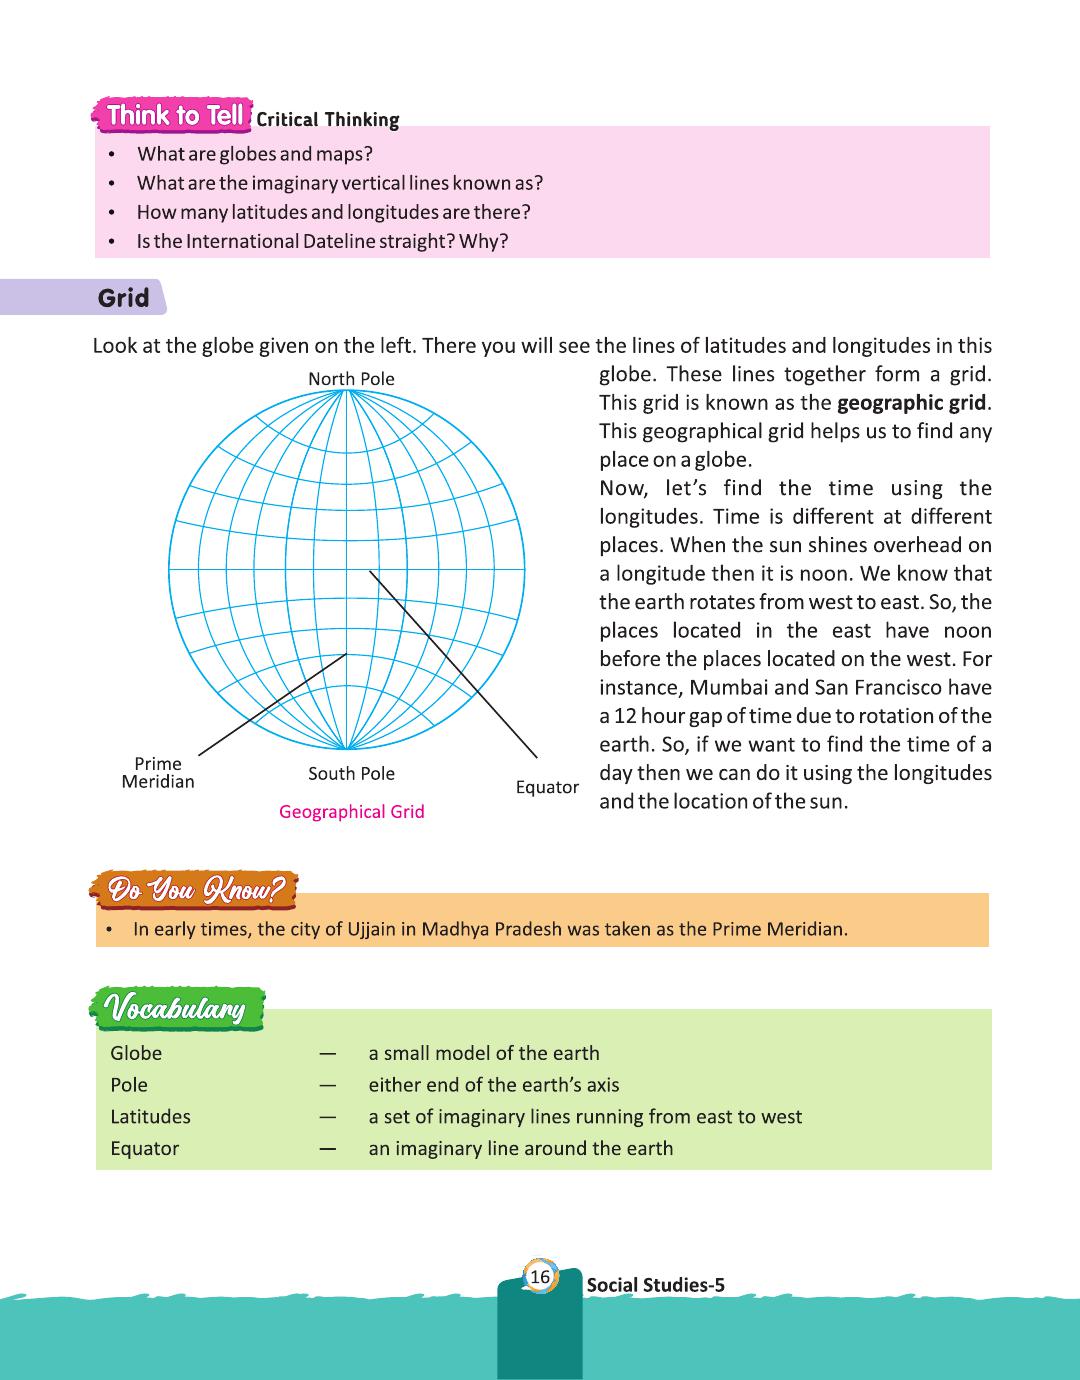 Think to Tell Critical Thinking
• What are globes and maps?
• What are the imaginary vertical lines known as?
• How many latitudes and longitudes are there?
• Is the International Dateline straight? Why?
Grid
Look at the globe given on the left. There you will see the lines of latitudes and longitudes in this
globe. These lines together form a grid.
This grid is known as the geographic grid.
This geographical grid helps us to find any
place on a globe.
Now, let's find the time using the
longitudes. Time is different at different
places. When the sun shines overhead on
a longitude then it is noon. We know that
the earth rotates from west to east. So, the
places located in the east have noon
before the places located on the west. For
instance, Mumbai and San Francisco have
a 12 hour gap of time due to rotation of the
earth. So, if we want to find the time of a
day then we can do it using the longitudes
and the location of the sun.
North Pole
Prime
Meridian
South Pole
Equator
Geographical Grid
Do You Know?
• In early times, the city of Ujjain in Madhya Pradesh was taken as the Prime Meridian.
Vocabulary
Globe — a small model of the earth
Pole — either end of the earth's axis
Latitudes — a set of imaginary lines running from east to west
Equator — an imaginary line around the earth
16 Social Studies-5